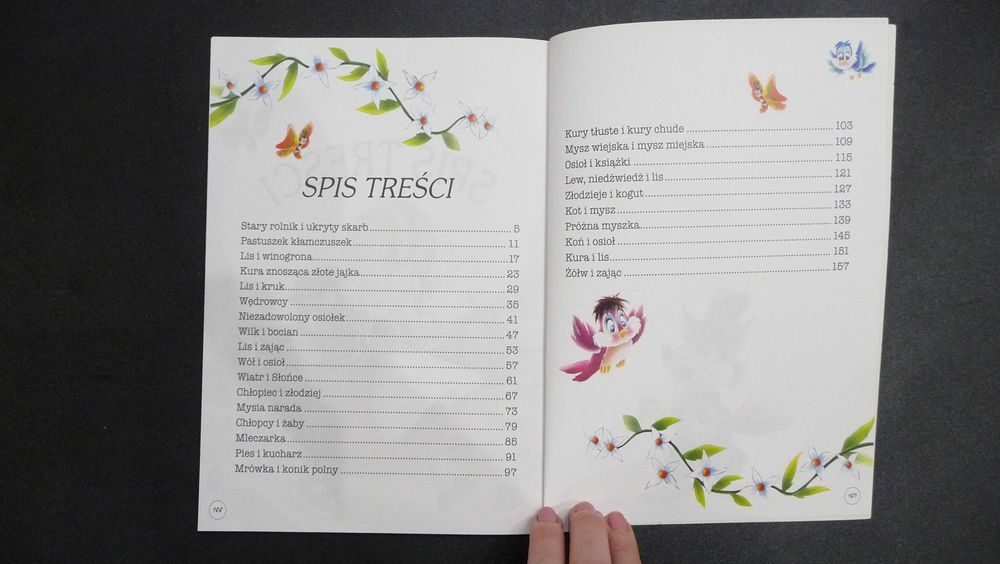 SPIS TREŚCI
Stary rolnik i ukryty skarb 5
Pastuszek kłamczuszek 11
Lis i winogrona 17
Kura znosząca złote jajka 23
Lis i kruk 29
Wędrowcy 35
Niezadowolony osiołek 41
Wilk i bocian 47
Lis i zając 53
Wół i osioł 57
Wiatr i Słońce 61
Chłopiec i złodziej 67
Mysia narada 73
Chłopcy i żaby 79
Mleczarka 85
Pies i kucharz 91
Mrówka i konik polny 97
166
Kury tłuste i kury chude 103
Mysz wiejska i mysz miejska 109
Osioł i książki 115
Lew, niedźwiedź i lis 121
Złodzieje i kogut 127
Kot i mysz 133
Próżna myszka 139
Koń i osioł 145
Kura i lis 151
Żółw i zając 157
167